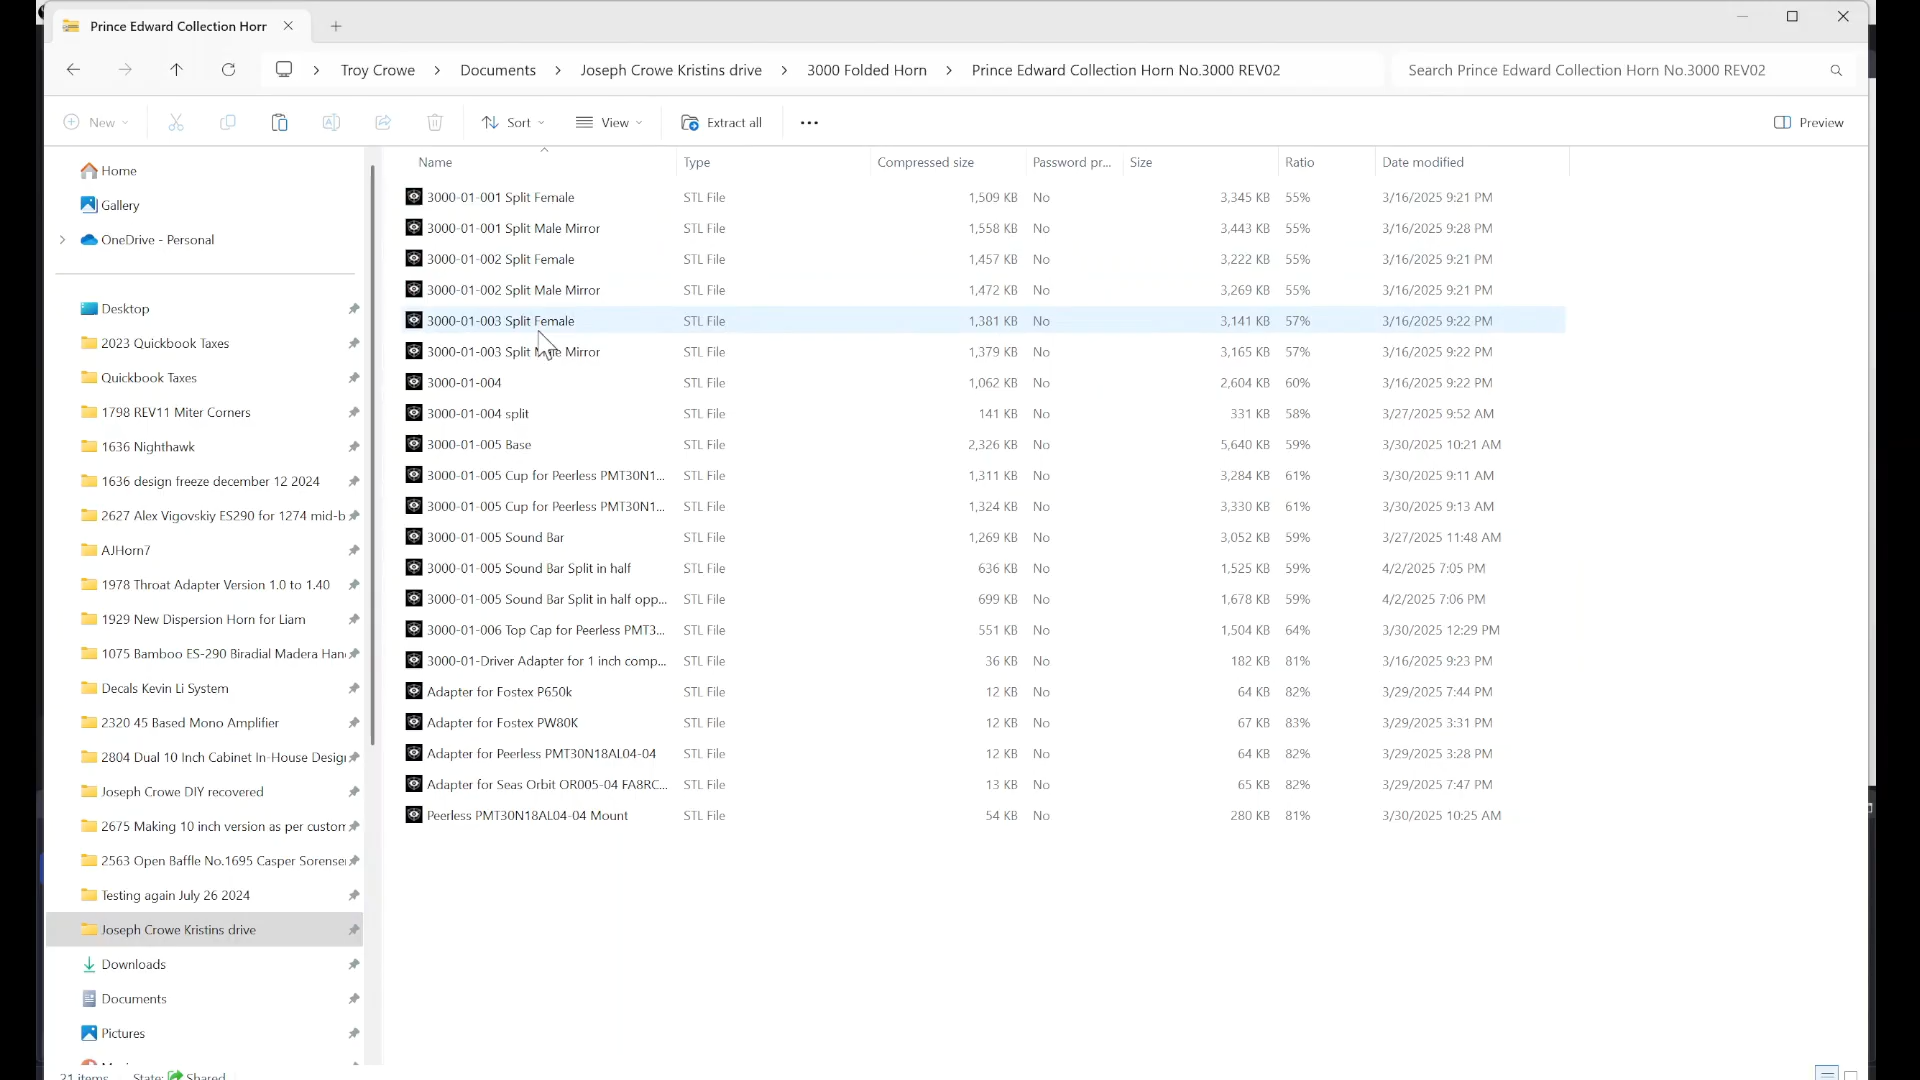 Prince Edward Collection Horr
Troy Crowe > Documents > Joseph Crowe Kristins drive > 3000 Folded Horn > Prince Edward Collection Horn No.3000 REV02
Search Prince Edward Collection Horn No.3000 REV02
New Sort View Extract all ... Preview
Name Type Compressed size Password pr... Size Ratio Date modified
Home
Gallery
OneDrive - Personal
Desktop
2023 Quickbook Taxes
Quickbook Taxes
1798 REV11 Miter Corners
1636 Nighthawk
1636 design freeze december 12 2024
2627 Alex Vigovskiy ES290 for 1274 mid-b
AJHorn7
1978 Throat Adapter Version 1.0 to 1.40
1929 New Dispersion Horn for Liam
1075 Bamboo ES-290 Biradial Madera Han
Decals Kevin Li System
2320 45 Based Mono Amplifier
2804 Dual 10 Inch Cabinet In-House Desig
Joseph Crowe DIY recovered
2675 Making 10 inch version as per custom
2563 Open Baffle No.1695 Casper Sorense
Testing again July 26 2024
Joseph Crowe Kristins drive
Downloads
Documents
Pictures
3000-01-001 Split Female STL File 1,509 KB No 3,345 KB 55% 3/16/2025 9:21 PM
3000-01-001 Split Male Mirror STL File 1,558 KB No 3,443 KB 55% 3/16/2025 9:28 PM
3000-01-002 Split Female STL File 1,457 KB No 3,222 KB 55% 3/16/2025 9:21 PM
3000-01-002 Split Male Mirror STL File 1,472 KB No 3,269 KB 55% 3/16/2025 9:21 PM
3000-01-003 Split Female STL File 1,381 KB No 3,141 KB 57% 3/16/2025 9:22 PM
3000-01-003 Split Mэle Mirror STL File 1,379 KB No 3,165 KB 57% 3/16/2025 9:22 PM
3000-01-004 STL File 1,062 KB No 2,604 KB 60% 3/16/2025 9:22 PM
3000-01-004 split STL File 141 KB No 331 KB 58% 3/27/2025 9:52 AM
3000-01-005 Base STL File 2,326 KB No 5,640 KB 59% 3/30/2025 10:21 AM
3000-01-005 Cup for Peerless PMT30N1... STL File 1,311 KB No 3,284 KB 61% 3/30/2025 9:11 AM
3000-01-005 Cup for Peerless PMT30N1... STL File 1,324 KB No 3,330 KB 61% 3/30/2025 9:13 AM
3000-01-005 Sound Bar STL File 1,269 KB No 3,052 KB 59% 3/27/2025 11:48 AM
3000-01-005 Sound Bar Split in half STL File 636 KB No 1,525 KB 59% 4/2/2025 7:05 PM
3000-01-005 Sound Bar Split in half opp... STL File 699 KB No 1,678 KB 59% 4/2/2025 7:06 PM
3000-01-006 Top Cap for Peerless PMT3... STL File 551 KB No 1,504 KB 64% 3/30/2025 12:29 PM
3000-01-Driver Adapter for 1 inch comp... STL File 36 KB No 182 KB 81% 3/16/2025 9:23 PM
Adapter for Fostex P650k STL File 12 KB No 64 KB 82% 3/29/2025 7:44 PM
Adapter for Fostex PW80K STL File 12 KB No 67 KB 83% 3/29/2025 3:31 PM
Adapter for Peerless PMT30N18AL04-04 STL File 12 KB No 64 KB 82% 3/29/2025 3:28 PM
Adapter for Seas Orbit OR005-04 FA8RC... STL File 13 KB No 65 KB 82% 3/29/2025 7:47 PM
Peerless PMT30N18AL04-04 Mount STL File 54 KB No 280 KB 81% 3/30/2025 10:25 AM
21 items State: Shared